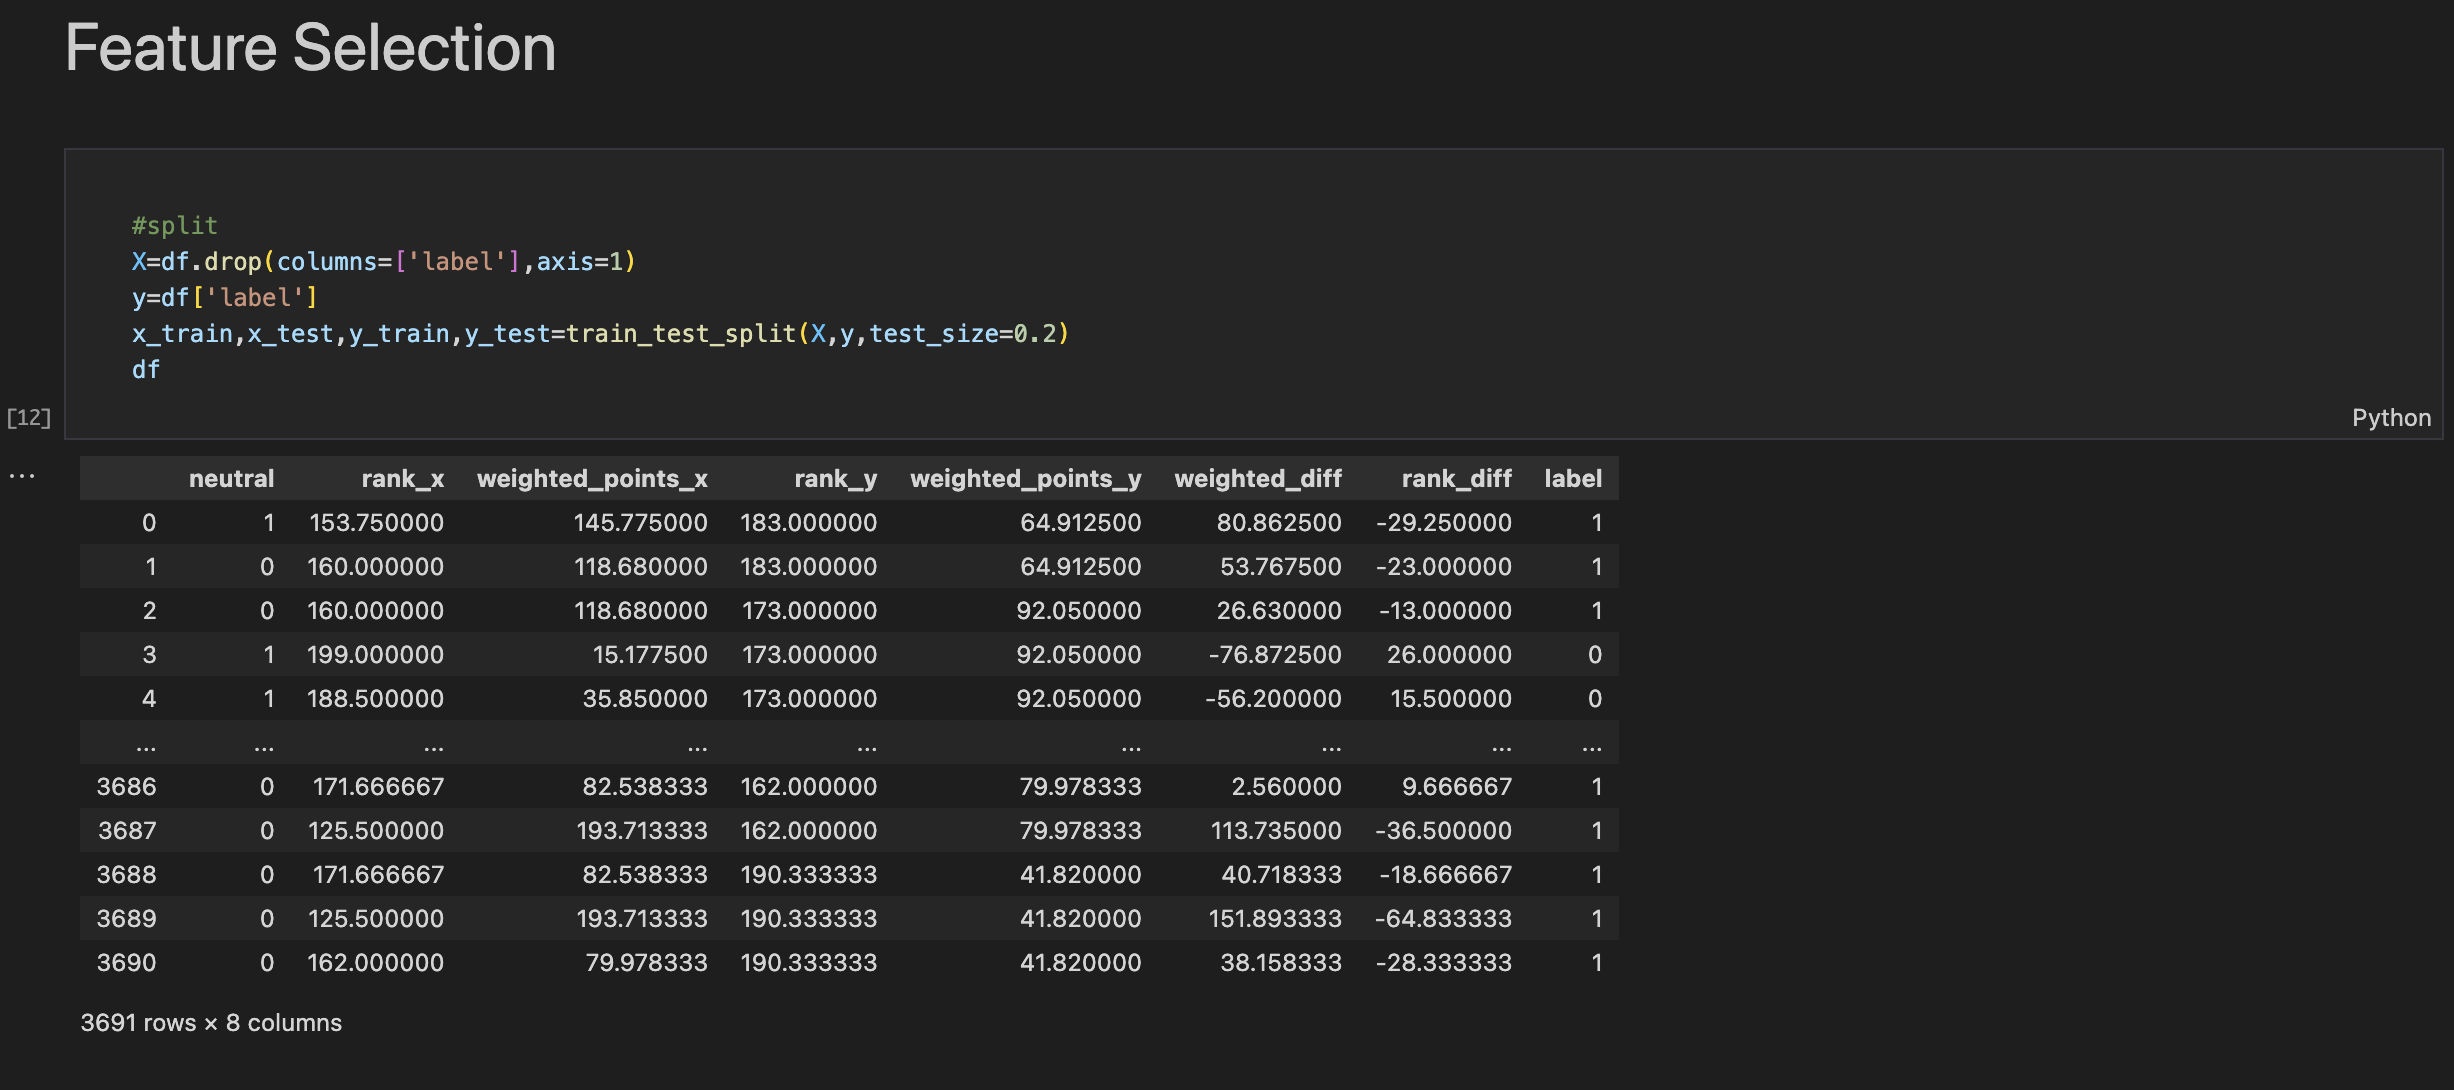 Feature Selection
#split
X=df.drop(columns=['label'],axis=1)
y=df['label']
x_train,x_test,y_train,y_test=train_test_split(X,y,test_size=0.2)
df
[12]
Python
...
neutral rank_x weighted_points_x rank_y weighted_points_y weighted_diff rank_diff label
0 1 153.750000 145.775000 183.000000 64.912500 80.862500 -29.250000 1
1 0 160.000000 118.680000 183.000000 64.912500 53.767500 -23.000000 1
2 0 160.000000 118.680000 173.000000 92.050000 26.630000 -13.000000 1
3 1 199.000000 15.177500 173.000000 92.050000 -76.872500 26.000000 0
4 1 188.500000 35.850000 173.000000 92.050000 -56.200000 15.500000 0
... ... ... ... ... ... ... ... ...
3686 0 171.666667 82.538333 162.000000 79.978333 2.560000 9.666667 1
3687 0 125.500000 193.713333 162.000000 79.978333 113.735000 -36.500000 1
3688 0 171.666667 82.538333 190.333333 41.820000 40.718333 -18.666667 1
3689 0 125.500000 193.713333 190.333333 41.820000 151.893333 -64.833333 1
3690 0 162.000000 79.978333 190.333333 41.820000 38.158333 -28.333333 1
3691 rows × 8 columns